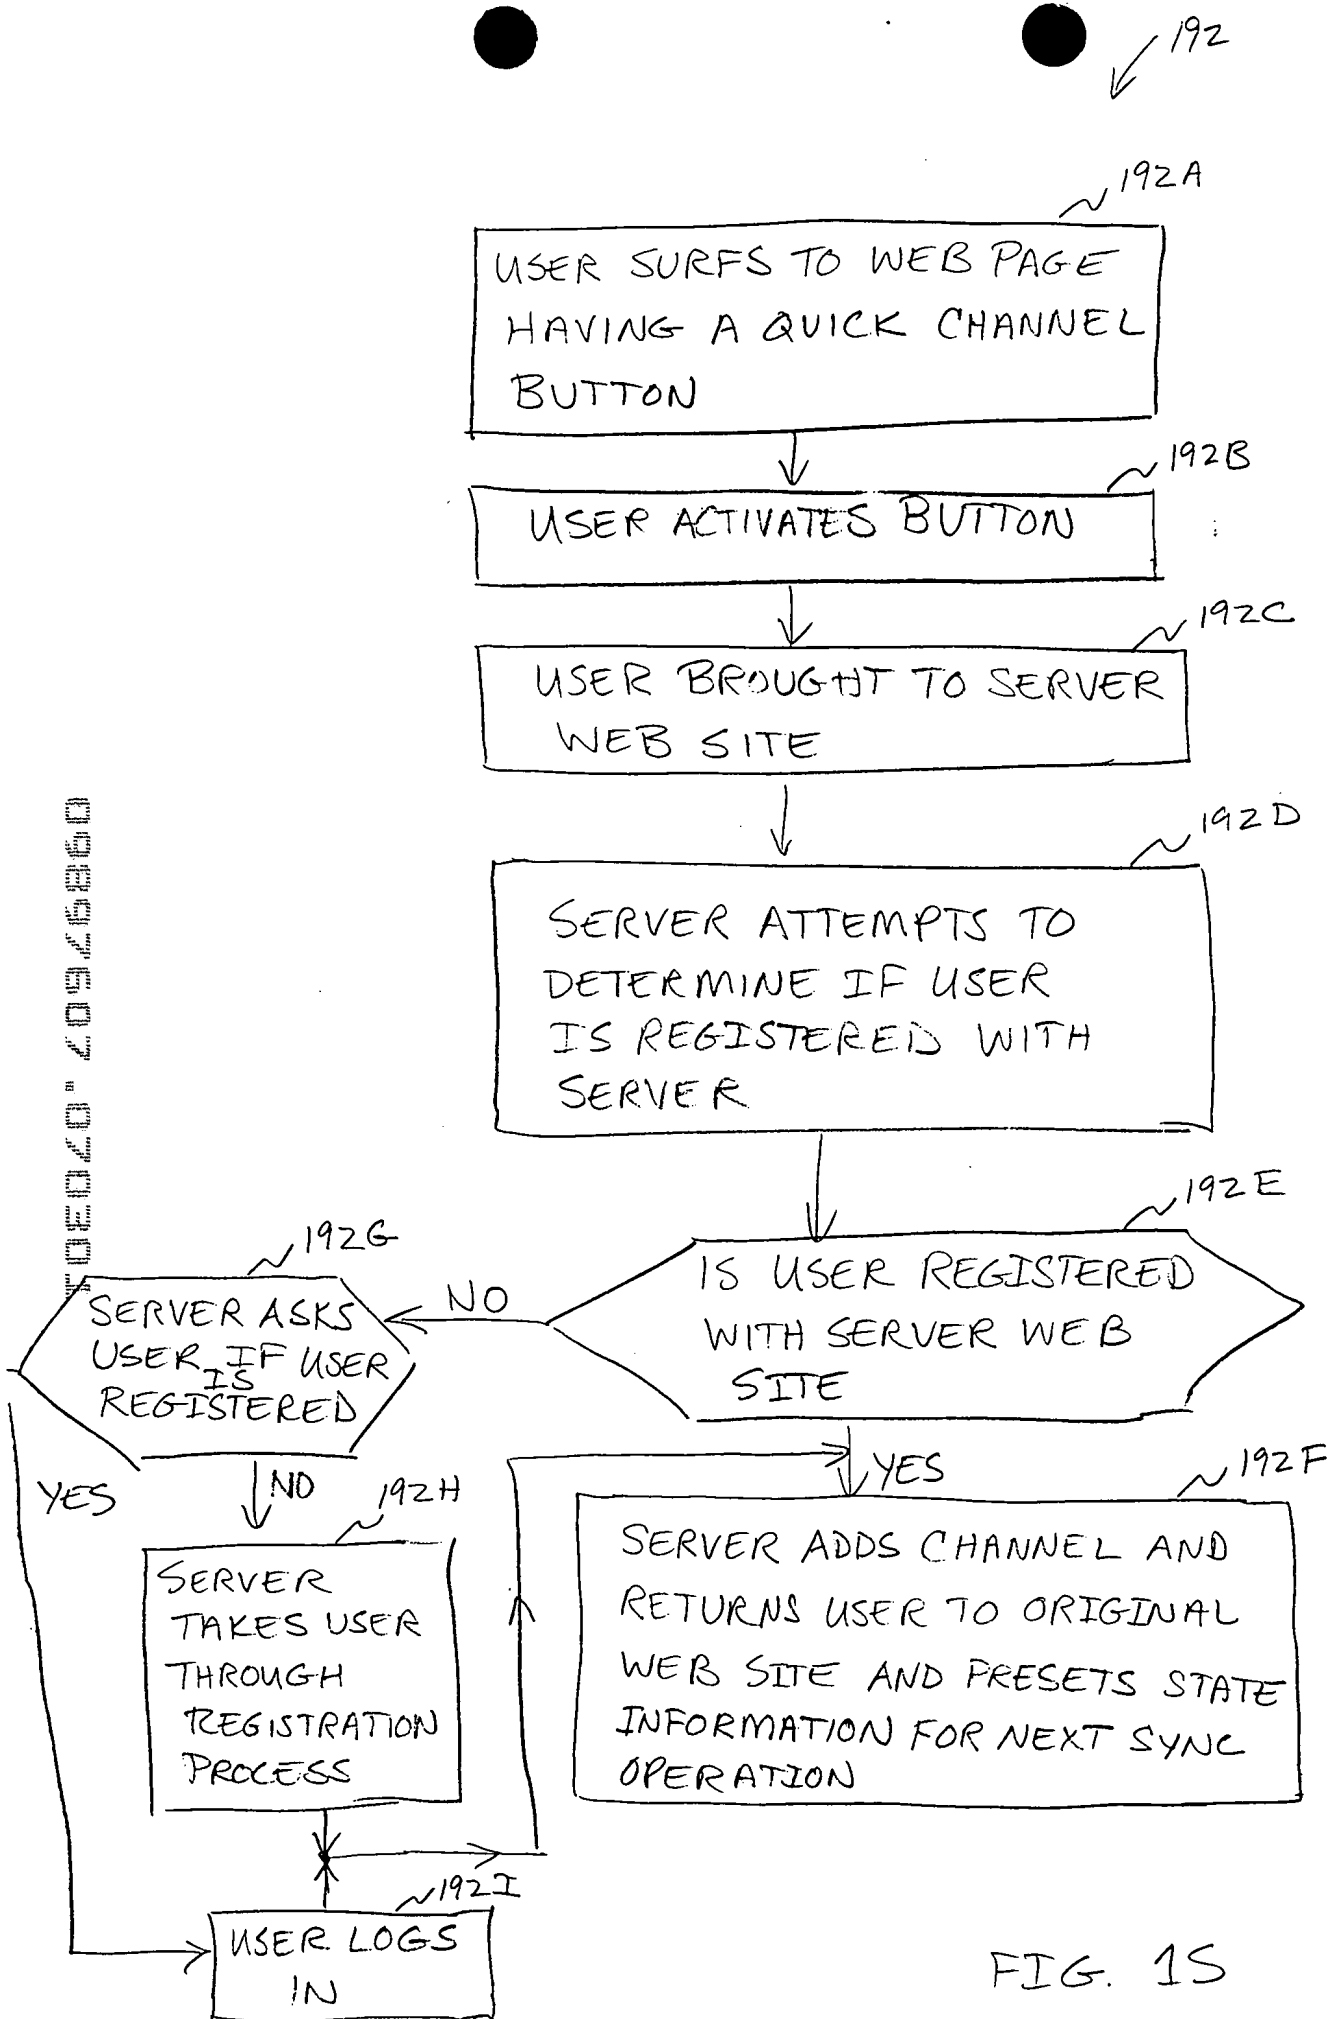 192
192A
USER SURFS TO WEB PAGE
HAVING A QUICK CHANNEL
BUTTON
192B
USER ACTIVATES BUTTON
192C
USER BROUGHT TO SERVER
WEB SITE
192D
SERVER ATTEMPTS TO
DETERMINE IF USER
IS REGISTERED WITH
SERVER
192E
IS USER REGISTERED
WITH SERVER WEB
SITE
NO
192G
SERVER ASKS
USER IF USER
IS
REGISTERED
YES
NO
192H
SERVER
TAKES USER
THROUGH
REGISTRATION
PROCESS
YES
192F
SERVER ADDS CHANNEL AND
RETURNS USER TO ORIGINAL
WEB SITE AND PRESETS STATE
INFORMATION FOR NEXT SYNC
OPERATION
192I
USER LOGS
IN
FIG. 1S
09897607.070301